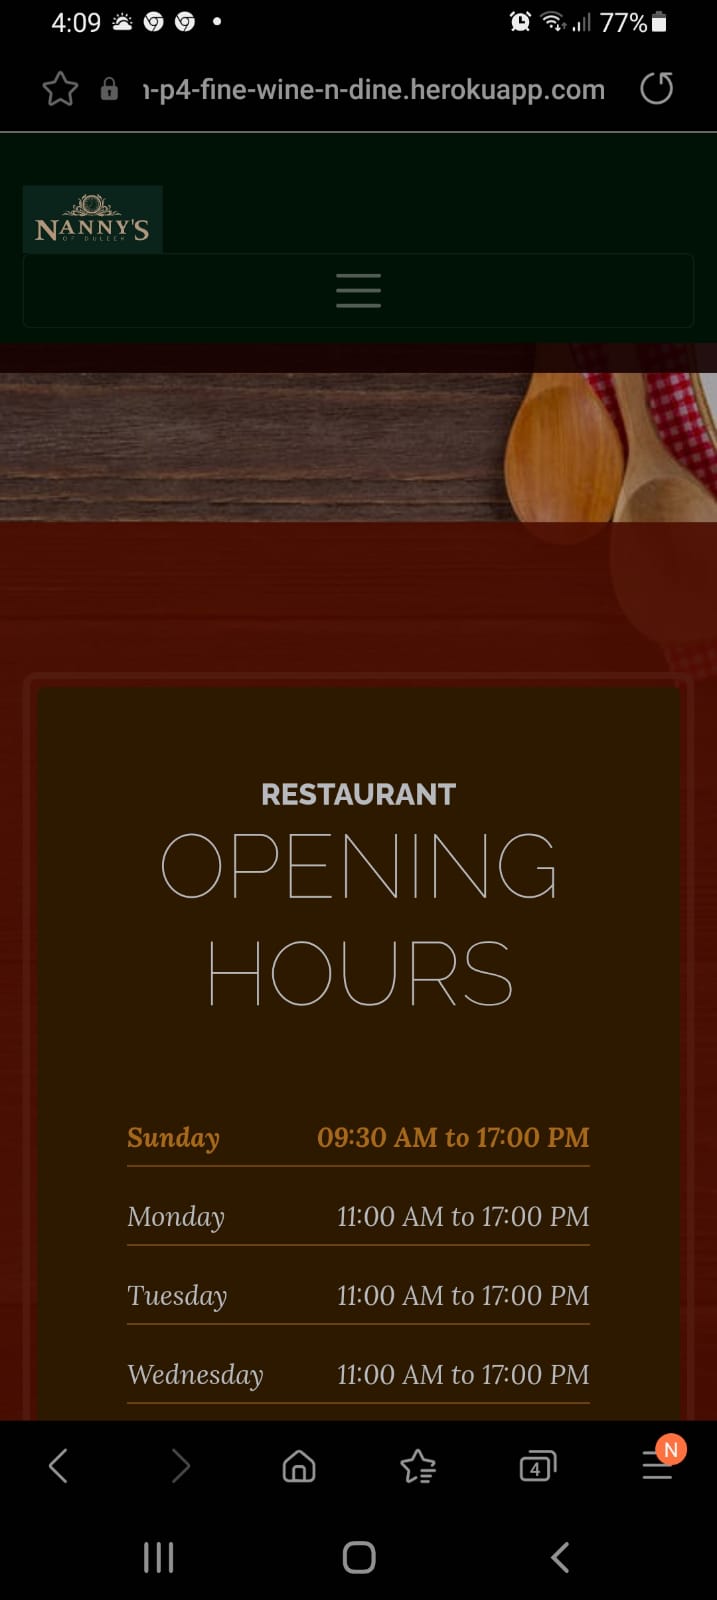 4:09
77%
n-p4-fine-wine-n-dine.herokuapp.com
NANNY'S
OF DULEEK
RESTAURANT
OPENING
HOURS
Sunday 09:30 AM to 17:00 PM
Monday 11:00 AM to 17:00 PM
Tuesday 11:00 AM to 17:00 PM
Wednesday 11:00 AM to 17:00 PM
4
N